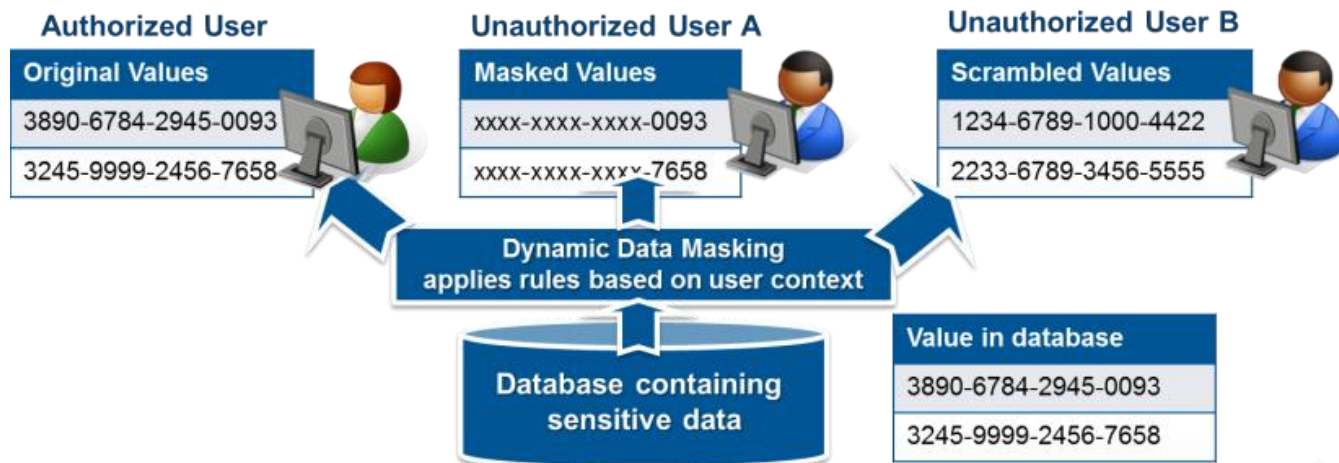 Authorized User
Original Values
3890-6784-2945-0093
3245-9999-2456-7658
Unauthorized User A
Masked Values
xxxx-xxxx-xxxx-0093
xxxx-xxxx-xxxx-7658
Unauthorized User B
Scrambled Values
1234-6789-1000-4422
2233-6789-3456-5555
Dynamic Data Masking
applies rules based on user context
Database containing
sensitive data
Value in database
3890-6784-2945-0093
3245-9999-2456-7658